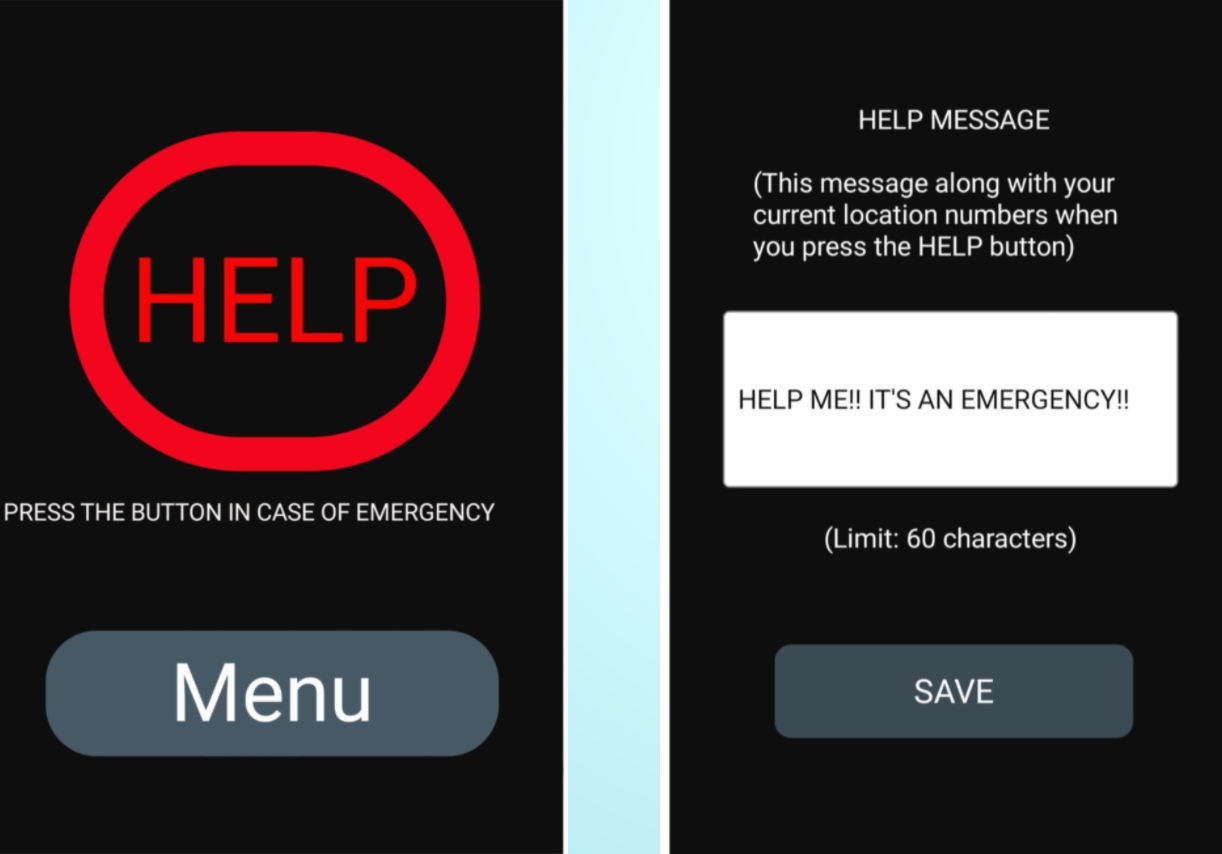 HELP
PRESS THE BUTTON IN CASE OF EMERGENCY
Menu
HELP MESSAGE
(This message along with your
current location numbers when
you press the HELP button)
HELP ME!! IT'S AN EMERGENCY!!
(Limit: 60 characters)
SAVE